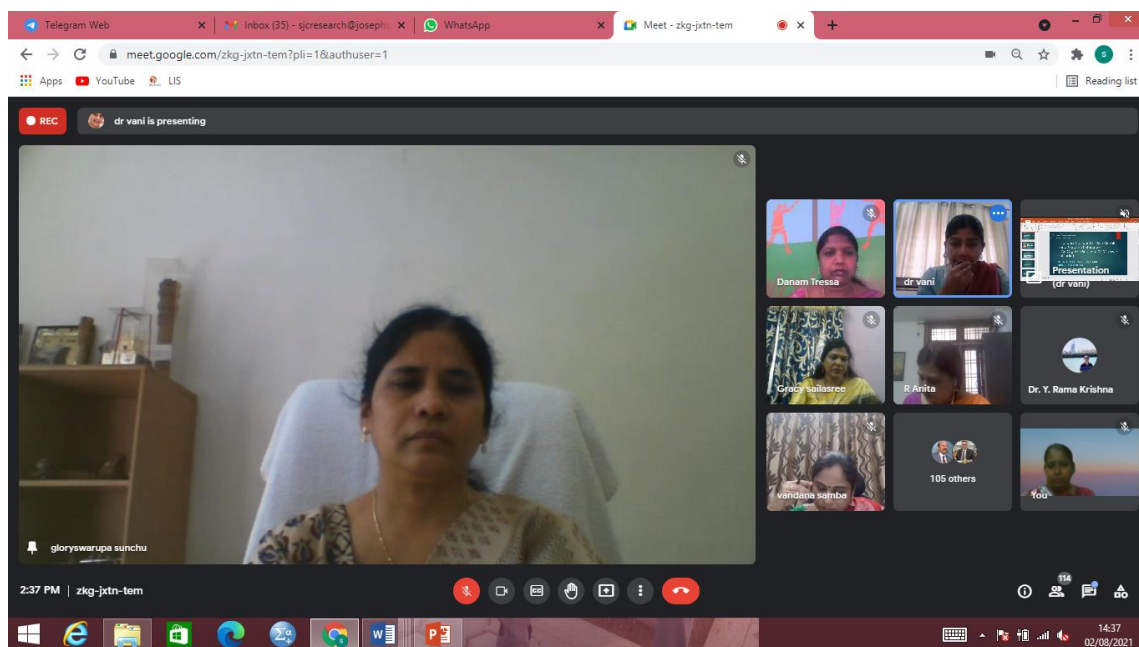 Telegram Web
Inbox (35) - sjcresearch@joseph
WhatsApp
Meet - zkg-jxtn-tem
meet.google.com/zkg-jxtn-tem?pli=1&authuser=1
s
Apps
YouTube
LIS
Reading list
REC
dr vani is presenting
Danam Tressa
dr vani
Presentation
(dr vani)
Gracy sailasree
R Anita
Dr. Y. Rama Krishna
vandana samba
105 others
You
gloryswarupa sunchu
2:37 PM | zkg-jxtn-tem
114
14:37
02/08/2021